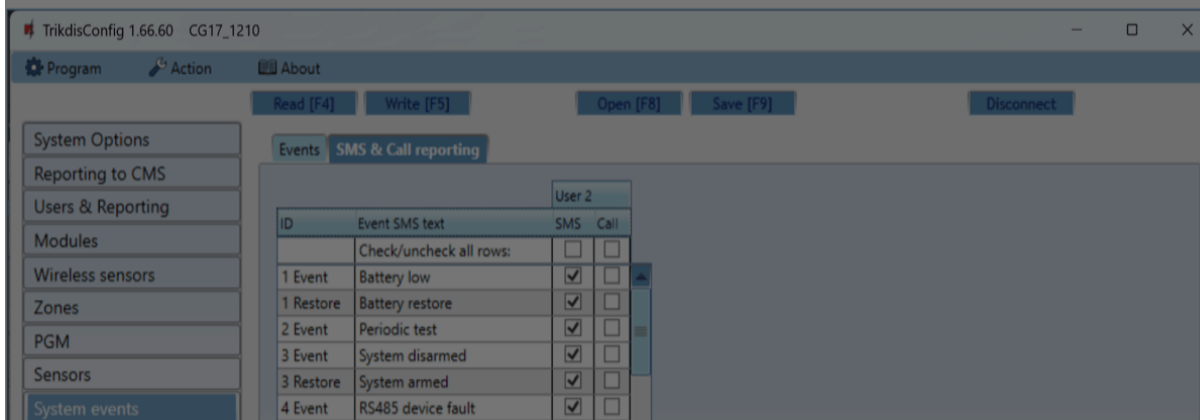 TrikdisConfig 1.66.60 CG17_1210
Program Action About
Read [F4] Write [F5] Open [F8] Save [F9] Disconnect
System Options
Reporting to CMS
Users & Reporting
Modules
Wireless sensors
Zones
PGM
Sensors
System events
Events SMS & Call reporting
User 2
ID Event SMS text SMS Call
Check/uncheck all rows:
1 Event Battery low
1 Restore Battery restore
2 Event Periodic test
3 Event System disarmed
3 Restore System armed
4 Event RS485 device fault